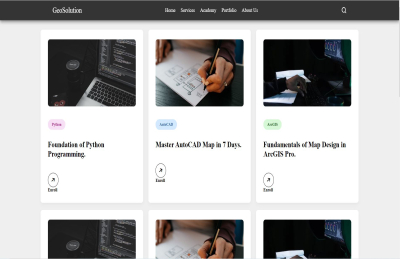 GeoSolution
Home Services Academy Portfolio About Us
Python
Foundation of Python
Programming.
Enroll
AutoCAD
Master AutoCAD Map in 7 Days.
Enroll
ArcGIS
Fundamentals of Map Design in
ArcGIS Pro.
Enroll